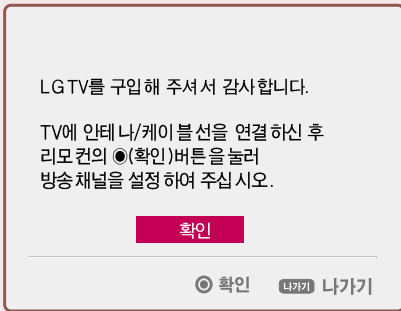 LG TV를 구입해 주셔서 감사합니다.
TV에 안테나/케이블선을 연결하신 후
리모컨의 ◉(확인)버튼을 눌러
방송채널을 설정하여 주십시오.
확인
◉ 확인 나가기 나가기